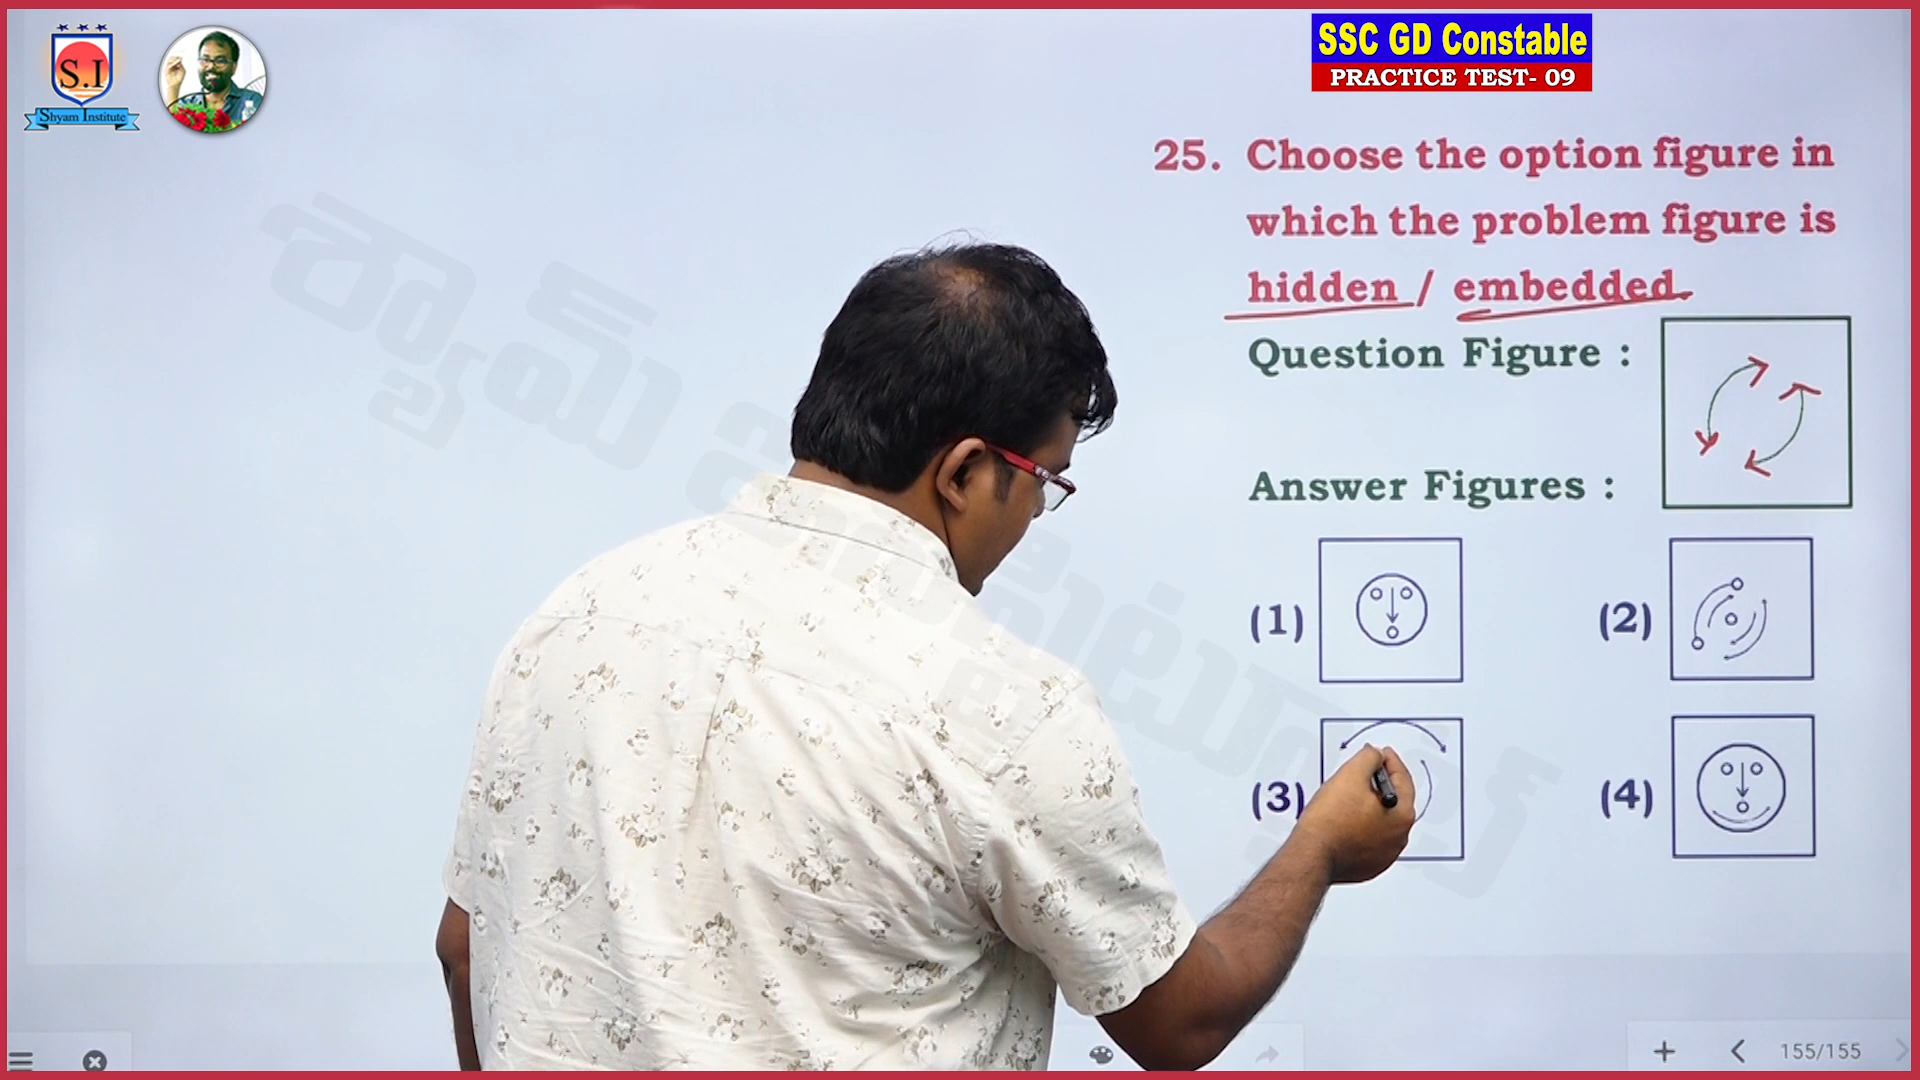 S.I
Shyam Institute
SSC GD Constable
PRACTICE TEST- 09
25. Choose the option figure in
which the problem figure is
hidden / embedded.
Question Figure :
Answer Figures :
(1)
(2)
(3)
(4)
155/155